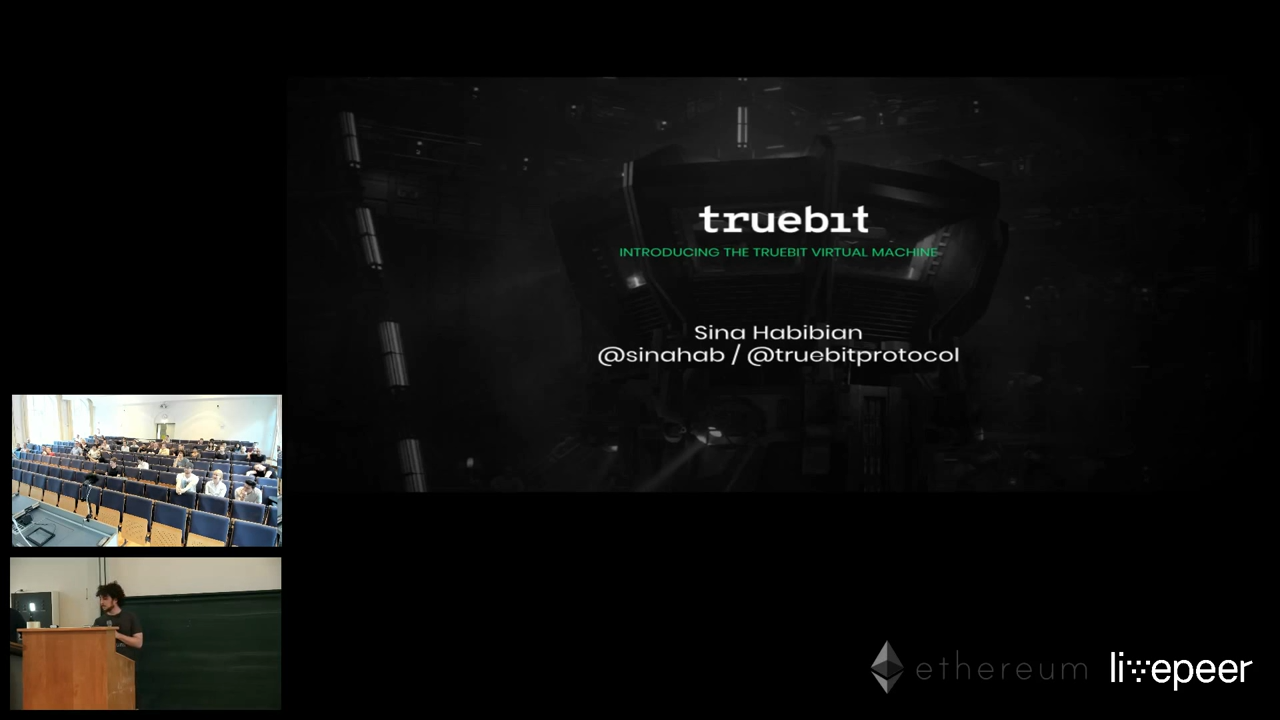 truebit
INTRODUCING THE TRUEBIT VIRTUAL MACHINE
Sina Habibian
@sinahab / @truebitprotocol
ethereum
livepeer